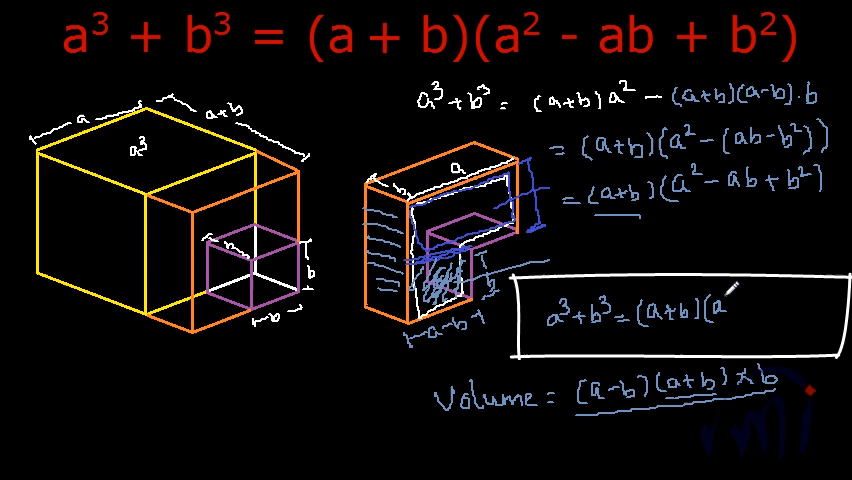 a³ + b³ = (a + b)(a² - ab + b²)
a³+b³ = (a+b) a² - (a+b)(a-b).b
= (a+b)(a² - (ab-b²))
= (a+b)(a² - ab + b²)
a
a+b
a³
a
b
a
b
b
b
a
b
a-b
a³+b³ = (a+b)(a
Volume = (a-b)(a+b)×b